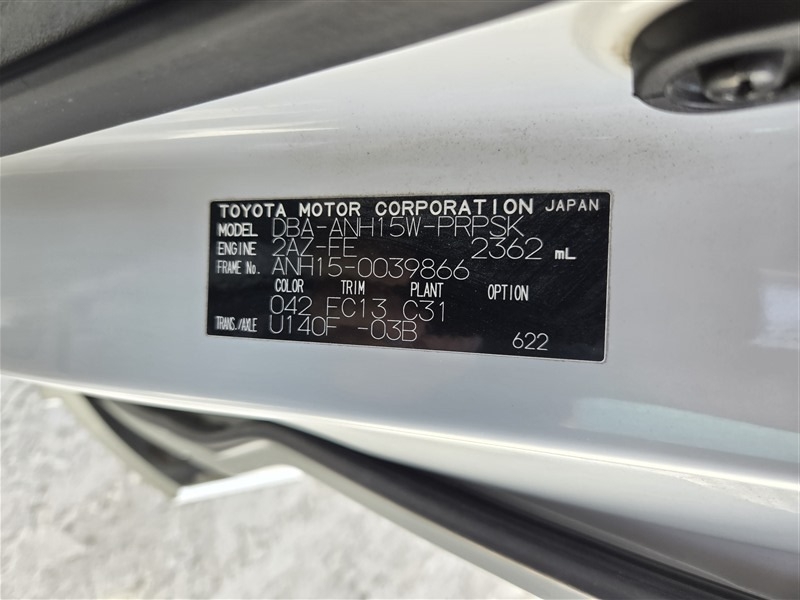 TOYOTA MOTOR CORPORATION JAPAN
MODEL DBA-ANH15W-PRPSK
ENGINE 2AZ-FE 2362 mL
FRAME No. ANH15-0039866
COLOR TRIM PLANT OPTION
042 FC13 C31
TRANS./AXLE U140F -03B
622